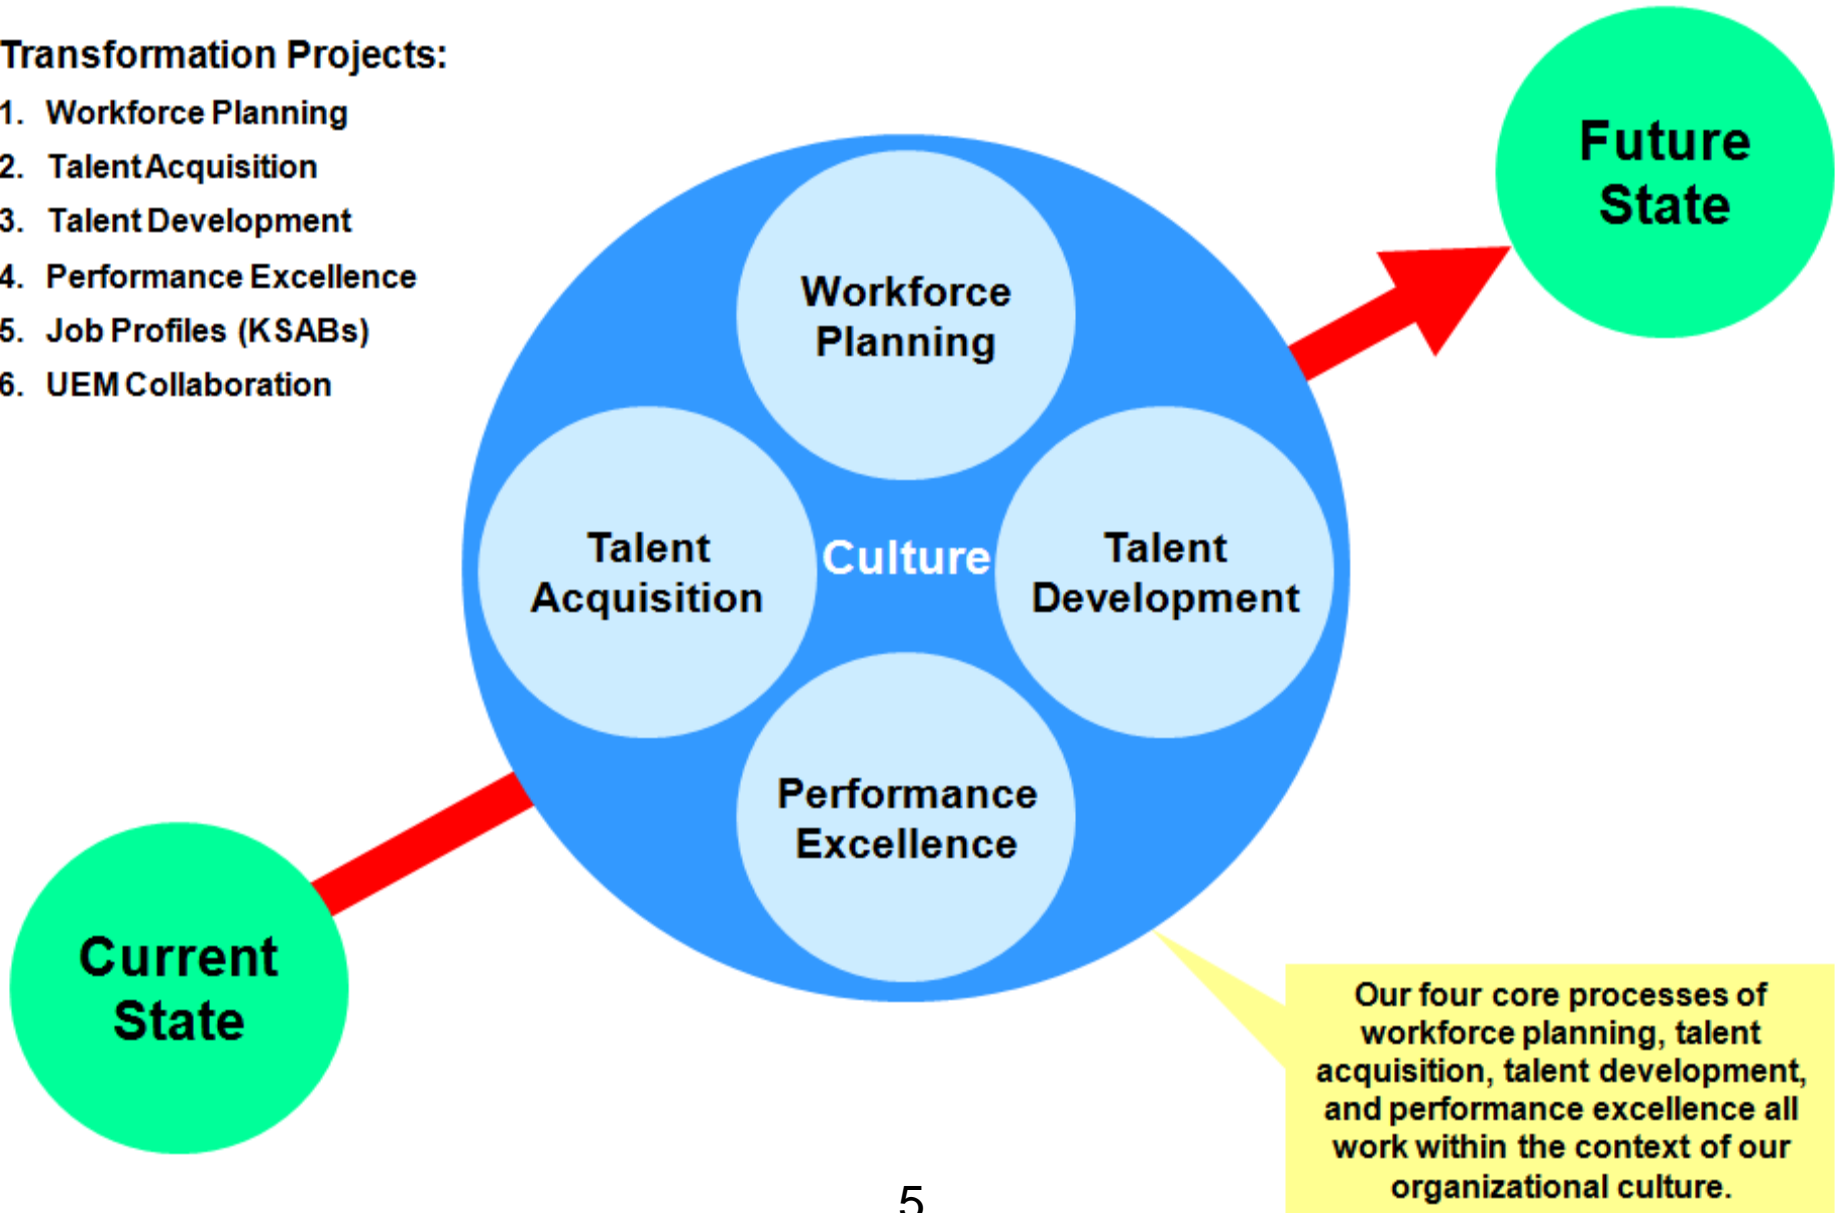 Transformation Projects:
1. Workforce Planning
2. Talent Acquisition
3. Talent Development
4. Performance Excellence
5. Job Profiles (KSABs)
6. UEM Collaboration
Future
State
Workforce
Planning
Talent
Acquisition
Culture
Talent
Development
Performance
Excellence
Current
State
Our four core processes of
workforce planning, talent
acquisition, talent development,
and performance excellence all
work within the context of our
organizational culture.
5